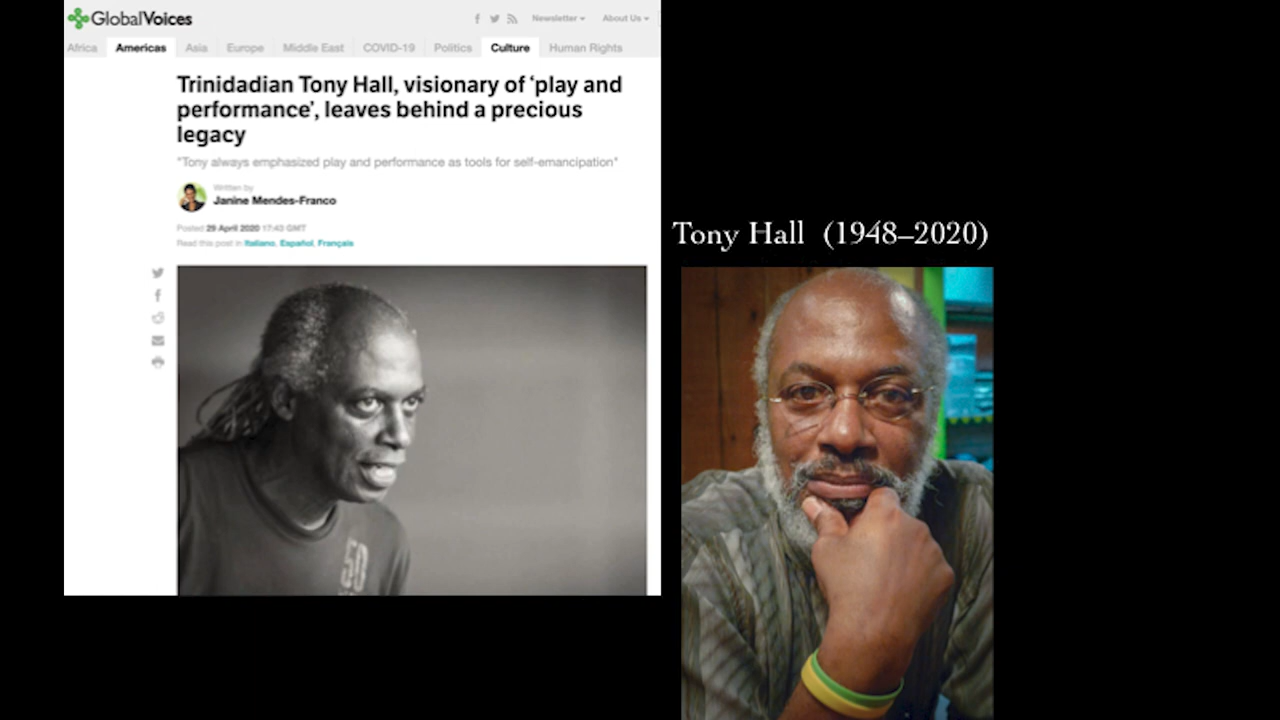 GlobalVoices
Newsletter
About Us
Africa Americas Asia Europe Middle East COVID-19 Politics Culture Human Rights
Trinidadian Tony Hall, visionary of ‘play and
performance’, leaves behind a precious
legacy
"Tony always emphasized play and performance as tools for self-emancipation"
Written by
Janine Mendes-Franco
Posted 29 April 2020 17:43 GMT
Read this post in Italiano, Español, Français
50
Tony Hall (1948–2020)